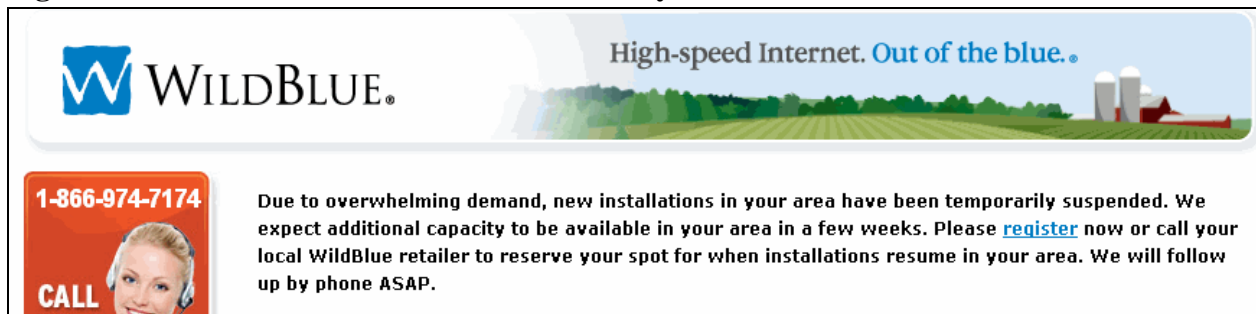 WILDBLUE®
High-speed Internet. Out of the blue.®
1-866-974-7174
CALL
Due to overwhelming demand, new installations in your area have been temporarily suspended. We
expect additional capacity to be available in your area in a few weeks. Please register now or call your
local WildBlue retailer to reserve your spot for when installations resume in your area. We will follow
up by phone ASAP.